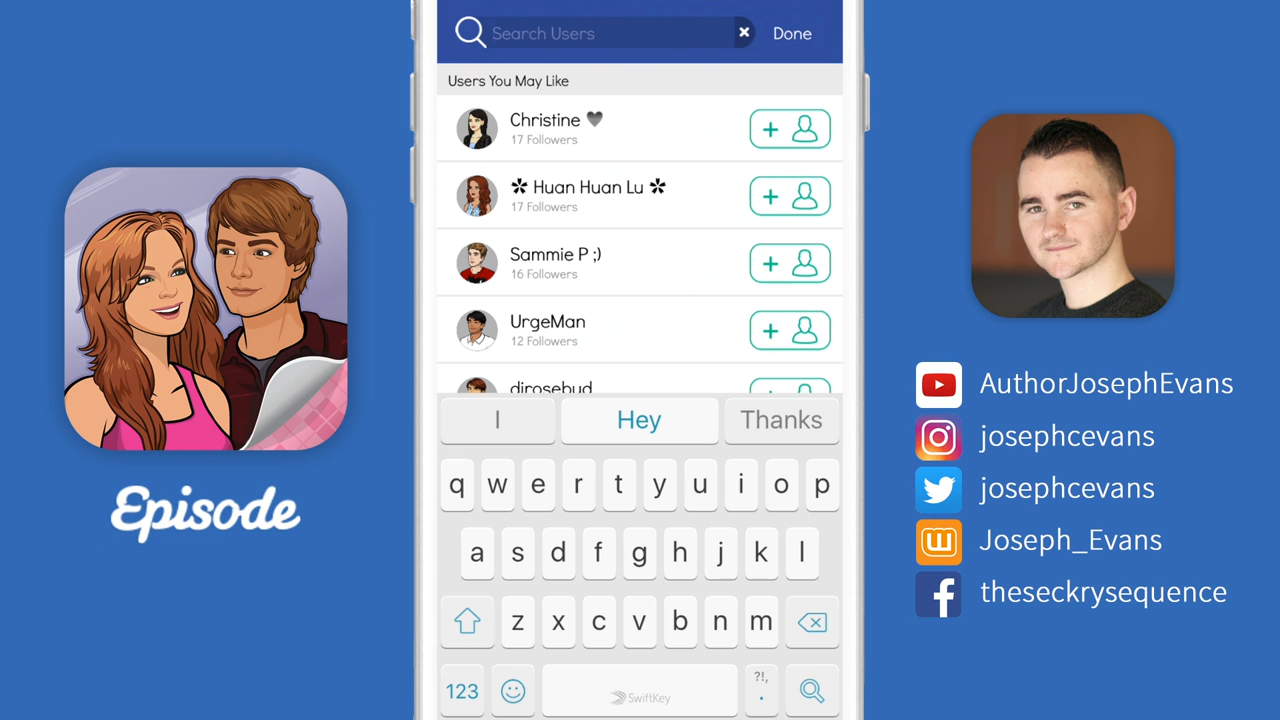 Search Users
Done
Users You May Like
Christine 🖤
17 Followers
✲ Huan Huan Lu ✲
17 Followers
Sammie P ;)
16 Followers
UrgeMan
12 Followers
dirosebud
I
Hey
Thanks
q w e r t y u i o p
a s d f g h j k l
z x c v b n m
123
SwiftKey
?!,
.
Episode
AuthorJosephEvans
josephcevans
josephcevans
Joseph_Evans
theseckrysequence